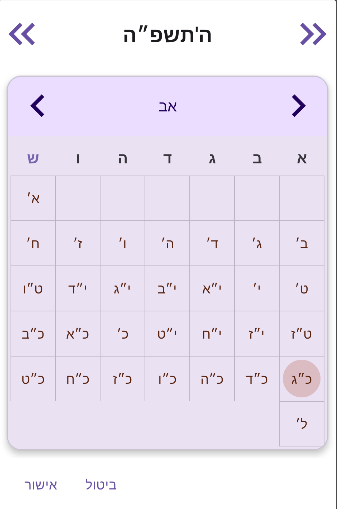 ה'תשפ״ה
אב
א ב ג ד ה ו ש
א׳
ב׳ ג׳ ד׳ ה׳ ו׳ ז׳ ח׳
ט׳ י׳ י״א י״ב י״ג י״ד ט״ו
ט״ז י״ז י״ח י״ט כ׳ כ״א כ״ב
כ״ג כ״ד כ״ה כ״ו כ״ז כ״ח כ״ט
ל׳
ביטול אישור